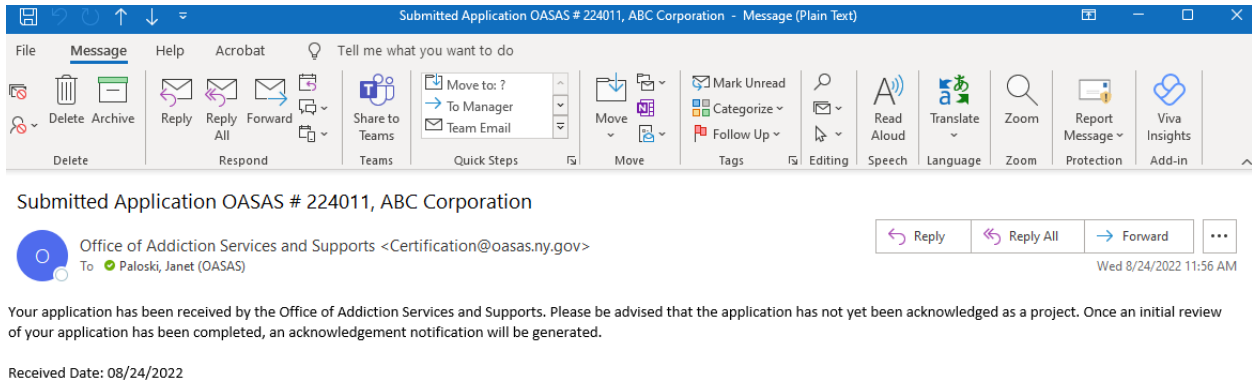 Submitted Application OASAS # 224011, ABC Corporation - Message (Plain Text)
File Message Help Acrobat Tell me what you want to do
Delete Archive
Reply Reply All Forward
Share to Teams
Move to: ?
To Manager
Team Email
Move
Mark Unread
Categorize
Follow Up
Read Aloud
Translate
Zoom
Report Message
Viva Insights
Delete Respond Teams Quick Steps Move Tags Editing Speech Language Zoom Protection Add-in
Submitted Application OASAS # 224011, ABC Corporation
O
Office of Addiction Services and Supports <Certification@oasas.ny.gov>
To Paloski, Janet (OASAS)
Reply Reply All Forward ...
Wed 8/24/2022 11:56 AM
Your application has been received by the Office of Addiction Services and Supports. Please be advised that the application has not yet been acknowledged as a project. Once an initial review
of your application has been completed, an acknowledgement notification will be generated.
Received Date: 08/24/2022